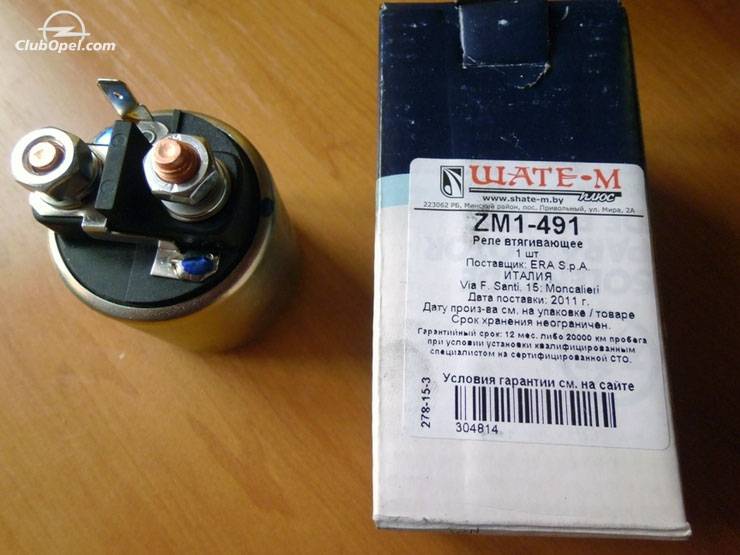 ClubOpel.com
ШАТЕ-М
плюс
www.shate-m.by
223062 РБ, Минский район, пос. Привольный, ул. Мира, 2А
ZM1-491
Реле втягивающее
1 шт
Поставщик: ERA S.p.A.
ИТАЛИЯ
Via F. Santi, 15; Moncalieri
Дата поставки: 2011 г.
Дату произ-ва см. на упаковке / товаре
Срок хранения неограничен.
Гарантийный срок: 12 мес. либо 20000 км пробега
при условии установки квалифицированным
специалистом на сертифицированной СТО.
Условия гарантии см. на сайте
278-15-3
304814